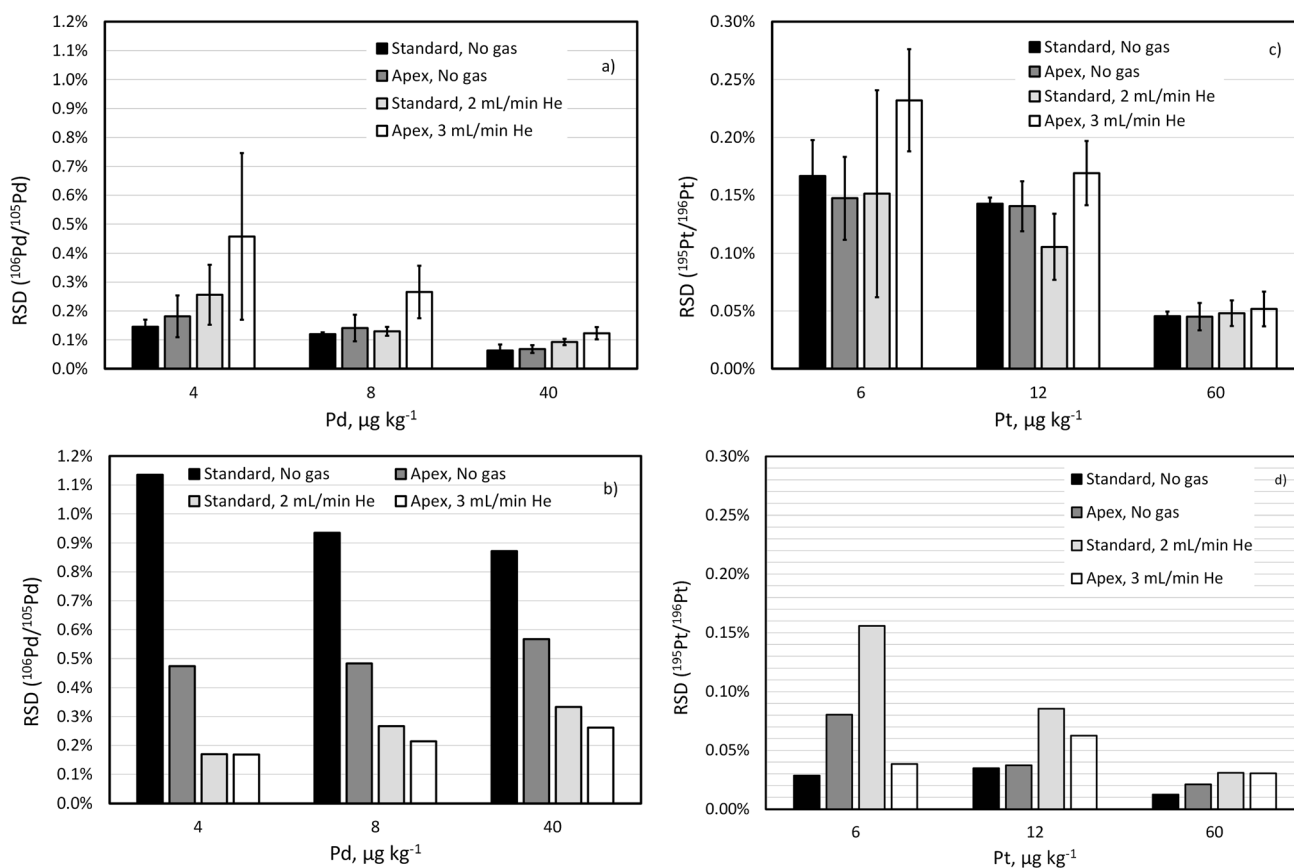 1.2%
1.1%
1.0%
0.9%
0.8%
0.7%
0.6%
0.5%
0.4%
0.3%
0.2%
0.1%
0.0%
RSD (¹⁰⁶Pd/¹⁰⁵Pd)
Standard, No gas
Apex, No gas
Standard, 2 mL/min He
Apex, 3 mL/min He
a)
4 8 40
Pd, µg kg⁻¹
0.30%
0.25%
0.20%
0.15%
0.10%
0.05%
0.00%
RSD (¹⁹⁵Pt/¹⁹⁶Pt)
Standard, No gas
Apex, No gas
Standard, 2 mL/min He
Apex, 3 mL/min He
c)
6 12 60
Pt, µg kg⁻¹
1.2%
1.1%
1.0%
0.9%
0.8%
0.7%
0.6%
0.5%
0.4%
0.3%
0.2%
0.1%
0.0%
RSD (¹⁰⁶Pd/¹⁰⁵Pd)
Standard, No gas Apex, No gas
Standard, 2 mL/min He Apex, 3 mL/min He
b)
4 8 40
Pd, µg kg⁻¹
0.30%
0.25%
0.20%
0.15%
0.10%
0.05%
0.00%
RSD (¹⁹⁵Pt/¹⁹⁶Pt)
Standard, No gas
Apex, No gas
Standard, 2 mL/min He
Apex, 3 mL/min He
d)
6 12 60
Pt, µg kg⁻¹